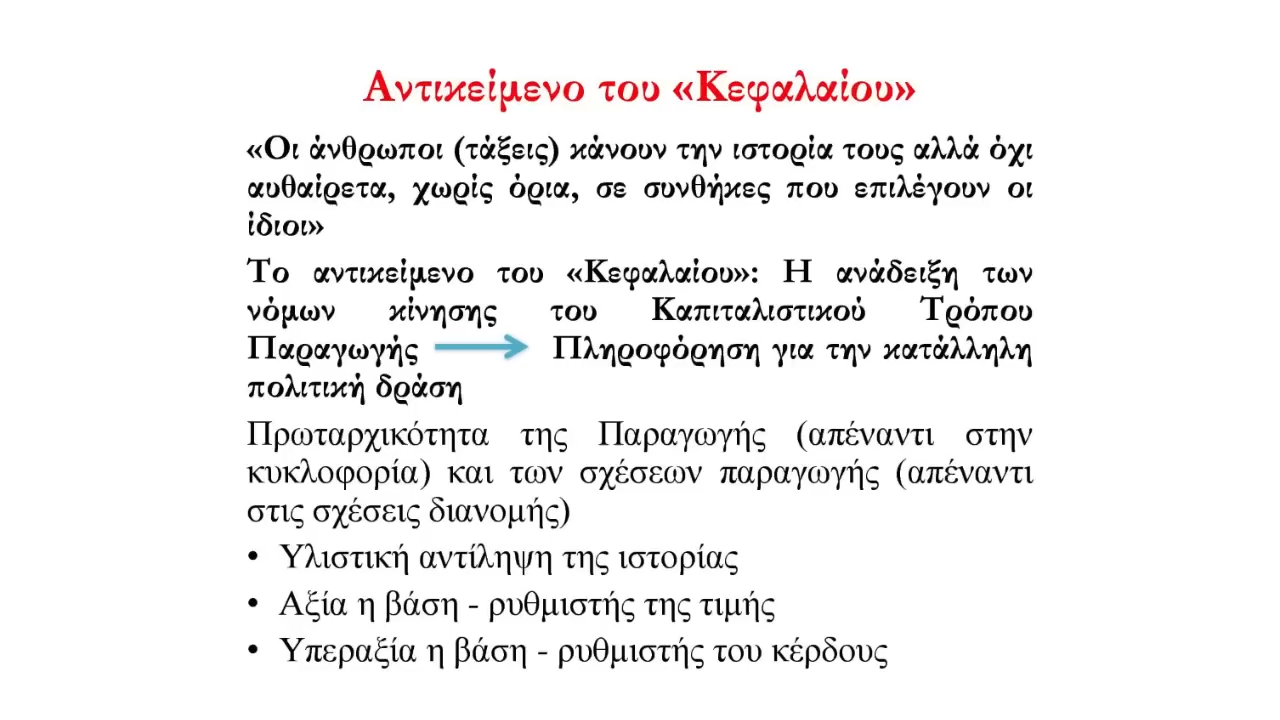 Αντικείμενο του «Κεφαλαίου»
«Οι άνθρωποι (τάξεις) κάνουν την ιστορία τους αλλά όχι
αυθαίρετα, χωρίς όρια, σε συνθήκες που επιλέγουν οι
ίδιοι»
Το αντικείμενο του «Κεφαλαίου»: Η ανάδειξη των
νόμων κίνησης του Καπιταλιστικού Τρόπου
Παραγωγής Πληροφόρηση για την κατάλληλη
πολιτική δράση
Πρωταρχικότητα της Παραγωγής (απέναντι στην
κυκλοφορία) και των σχέσεων παραγωγής (απέναντι
στις σχέσεις διανομής)
• Υλιστική αντίληψη της ιστορίας
• Αξία η βάση - ρυθμιστής της τιμής
• Υπεραξία η βάση - ρυθμιστής του κέρδους